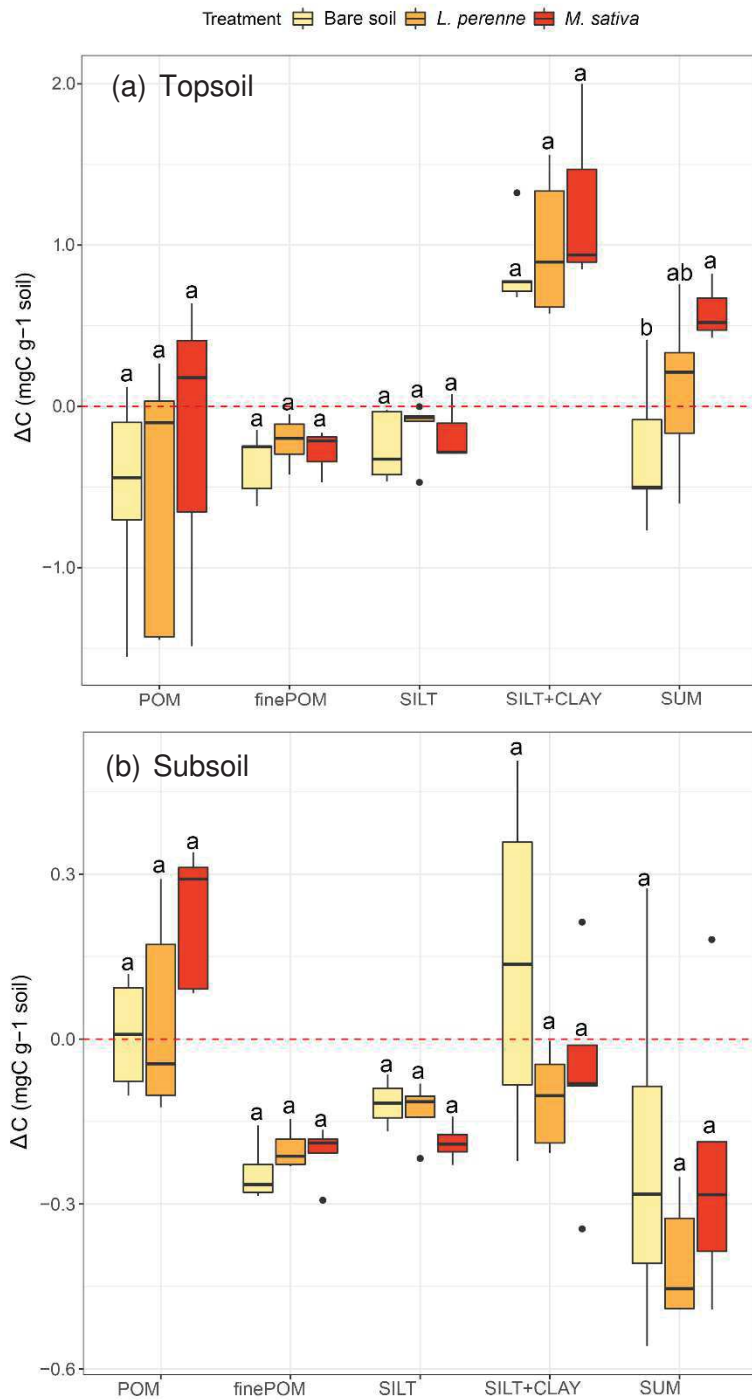 Treatment Bare soil L. perenne M. sativa
(a) Topsoil
2.0
1.0
0.0
−1.0
ΔC (mgC g−1 soil)
a a a
a a a
a a a
a a a
b ab a
POM finePOM SILT SILT+CLAY SUM
(b) Subsoil
0.3
0.0
−0.3
−0.6
ΔC (mgC g−1 soil)
a a a
a a a
a a a
a a a
a a a
POM finePOM SILT SILT+CLAY SUM